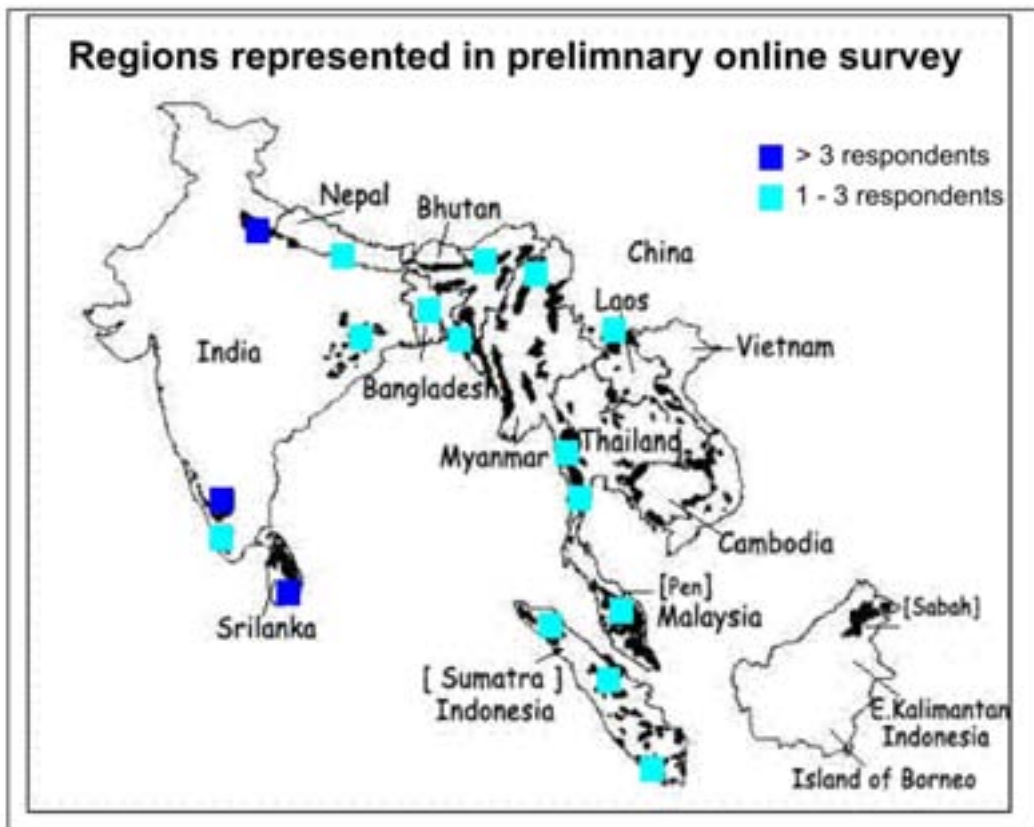 Regions represented in prelimnary online survey
> 3 respondents
1 - 3 respondents
Nepal
Bhutan
China
Laos
India
Vietnam
Bangladesh
Myanmar
Thailand
Cambodia
Srilanka
[Pen]
Malaysia
[Sabah]
[ Sumatra ]
Indonesia
E.Kalimantan
Indonesia
Island of Borneo